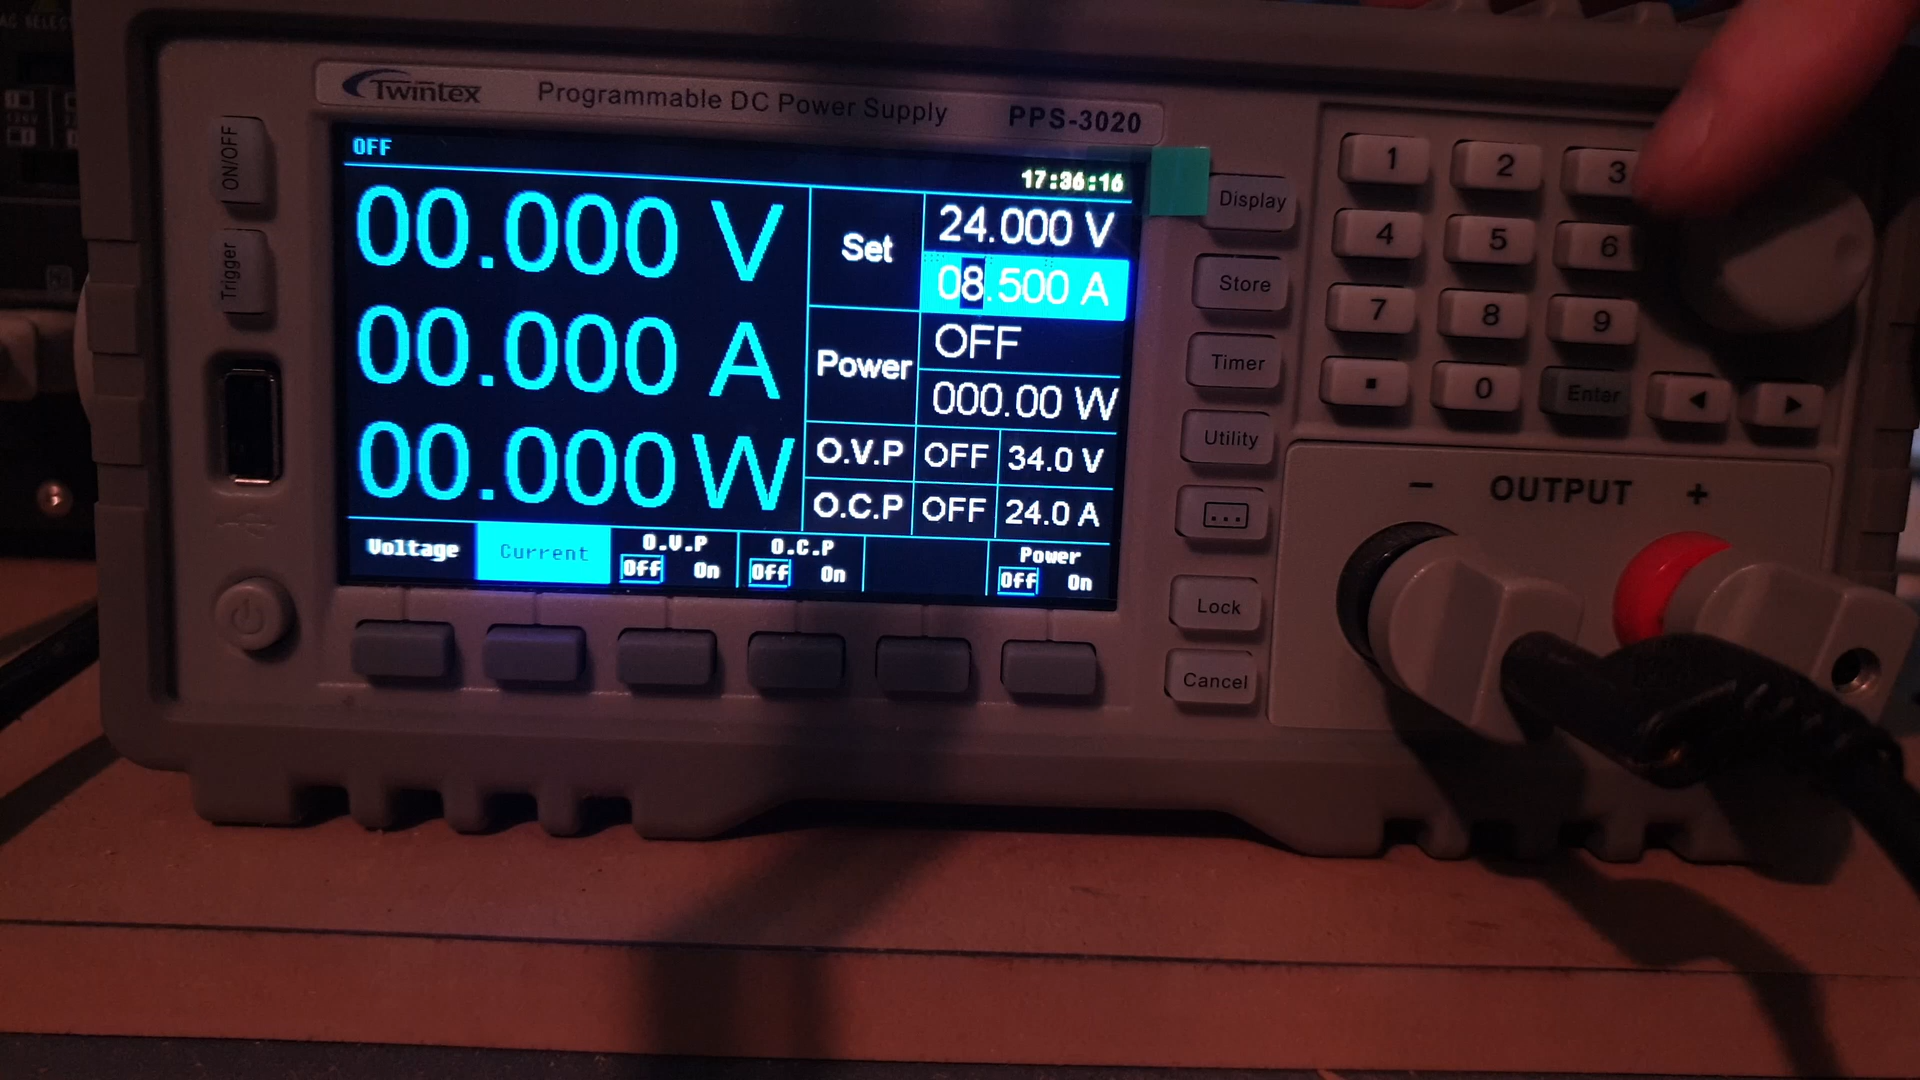 AC SELECT
Twintex Programmable DC Power Supply PPS-3020
ON/OFF
Trigger
OFF
17:36:16
00.000 V
00.000 A
00.000 W
Set
24.000 V
08.500 A
Power
OFF
000.00 W
O.V.P OFF 34.0 V
O.C.P OFF 24.0 A
Voltage
Current
O.V.P
Off On
O.C.P
Off On
Power
Off On
Display
Store
Timer
Utility
...
Lock
Cancel
1 2 3
4 5 6
7 8 9
. 0 Enter ◀ ▶
− OUTPUT +